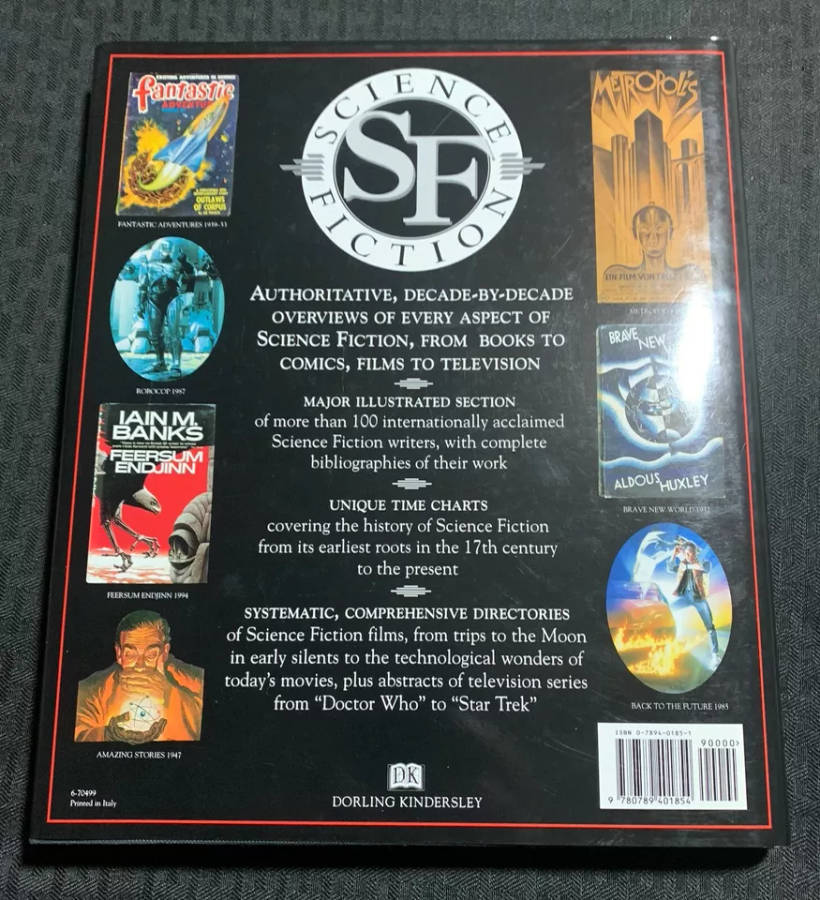 EXCITING ADVENTURES IN SCIENCE
fantastic
ADVENTURES
OUTLAWS
OF CORPUS
FANTASTIC ADVENTURES 1939-53
ROBOCOP 1987
IAIN M.
BANKS
FEERSUM
ENDJINN
FEERSUM ENDJINN 1994
AMAZING STORIES 1947
6-70499
Printed in Italy
SCIENCE
SF
FICTION
AUTHORITATIVE, DECADE-BY-DECADE
OVERVIEWS OF EVERY ASPECT OF
SCIENCE FICTION, FROM BOOKS TO
COMICS, FILMS TO TELEVISION
MAJOR ILLUSTRATED SECTION
of more than 100 internationally acclaimed
Science Fiction writers, with complete
bibliographies of their work
UNIQUE TIME CHARTS
covering the history of Science Fiction
from its earliest roots in the 17th century
to the present
SYSTEMATIC, COMPREHENSIVE DIRECTORIES
of Science Fiction films, from trips to the Moon
in early silents to the technological wonders of
today's movies, plus abstracts of television series
from "Doctor Who" to "Star Trek"
DK
DORLING KINDERSLEY
METROPOLIS
EIN FILM VON
BRAVE
NEW
ALDOUS HUXLEY
BRAVE NEW WORLD 1932
BACK TO THE FUTURE 1985
ISBN 0-7894-0185-1
90000>
9 780789 401854